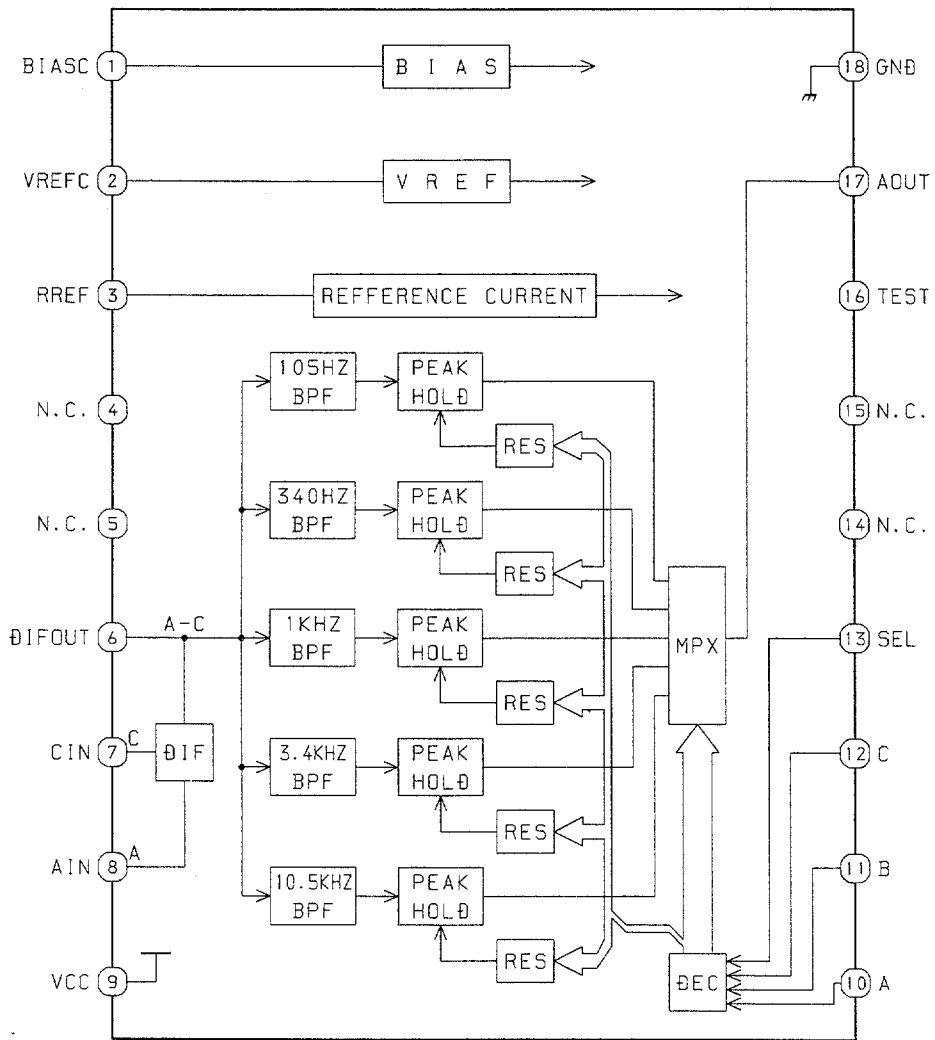 BIASC 1 BIAS 18 GND
VREFC 2 VREF 17 AOUT
RREF 3 REFFERENCE CURRENT 16 TEST
105HZ
BPF
PEAK
HOLD
N.C. 4 RES 15 N.C.
340HZ
BPF
PEAK
HOLD
N.C. 5 RES 14 N.C.
DIFOUT 6 A-C
1KHZ
BPF
PEAK
HOLD
MPX
13 SEL
RES
CIN 7 C DIF
3.4KHZ
BPF
PEAK
HOLD
12 C
RES
AIN 8 A
10.5KHZ
BPF
PEAK
HOLD
11 B
RES
VCC 9 DEC 10 A